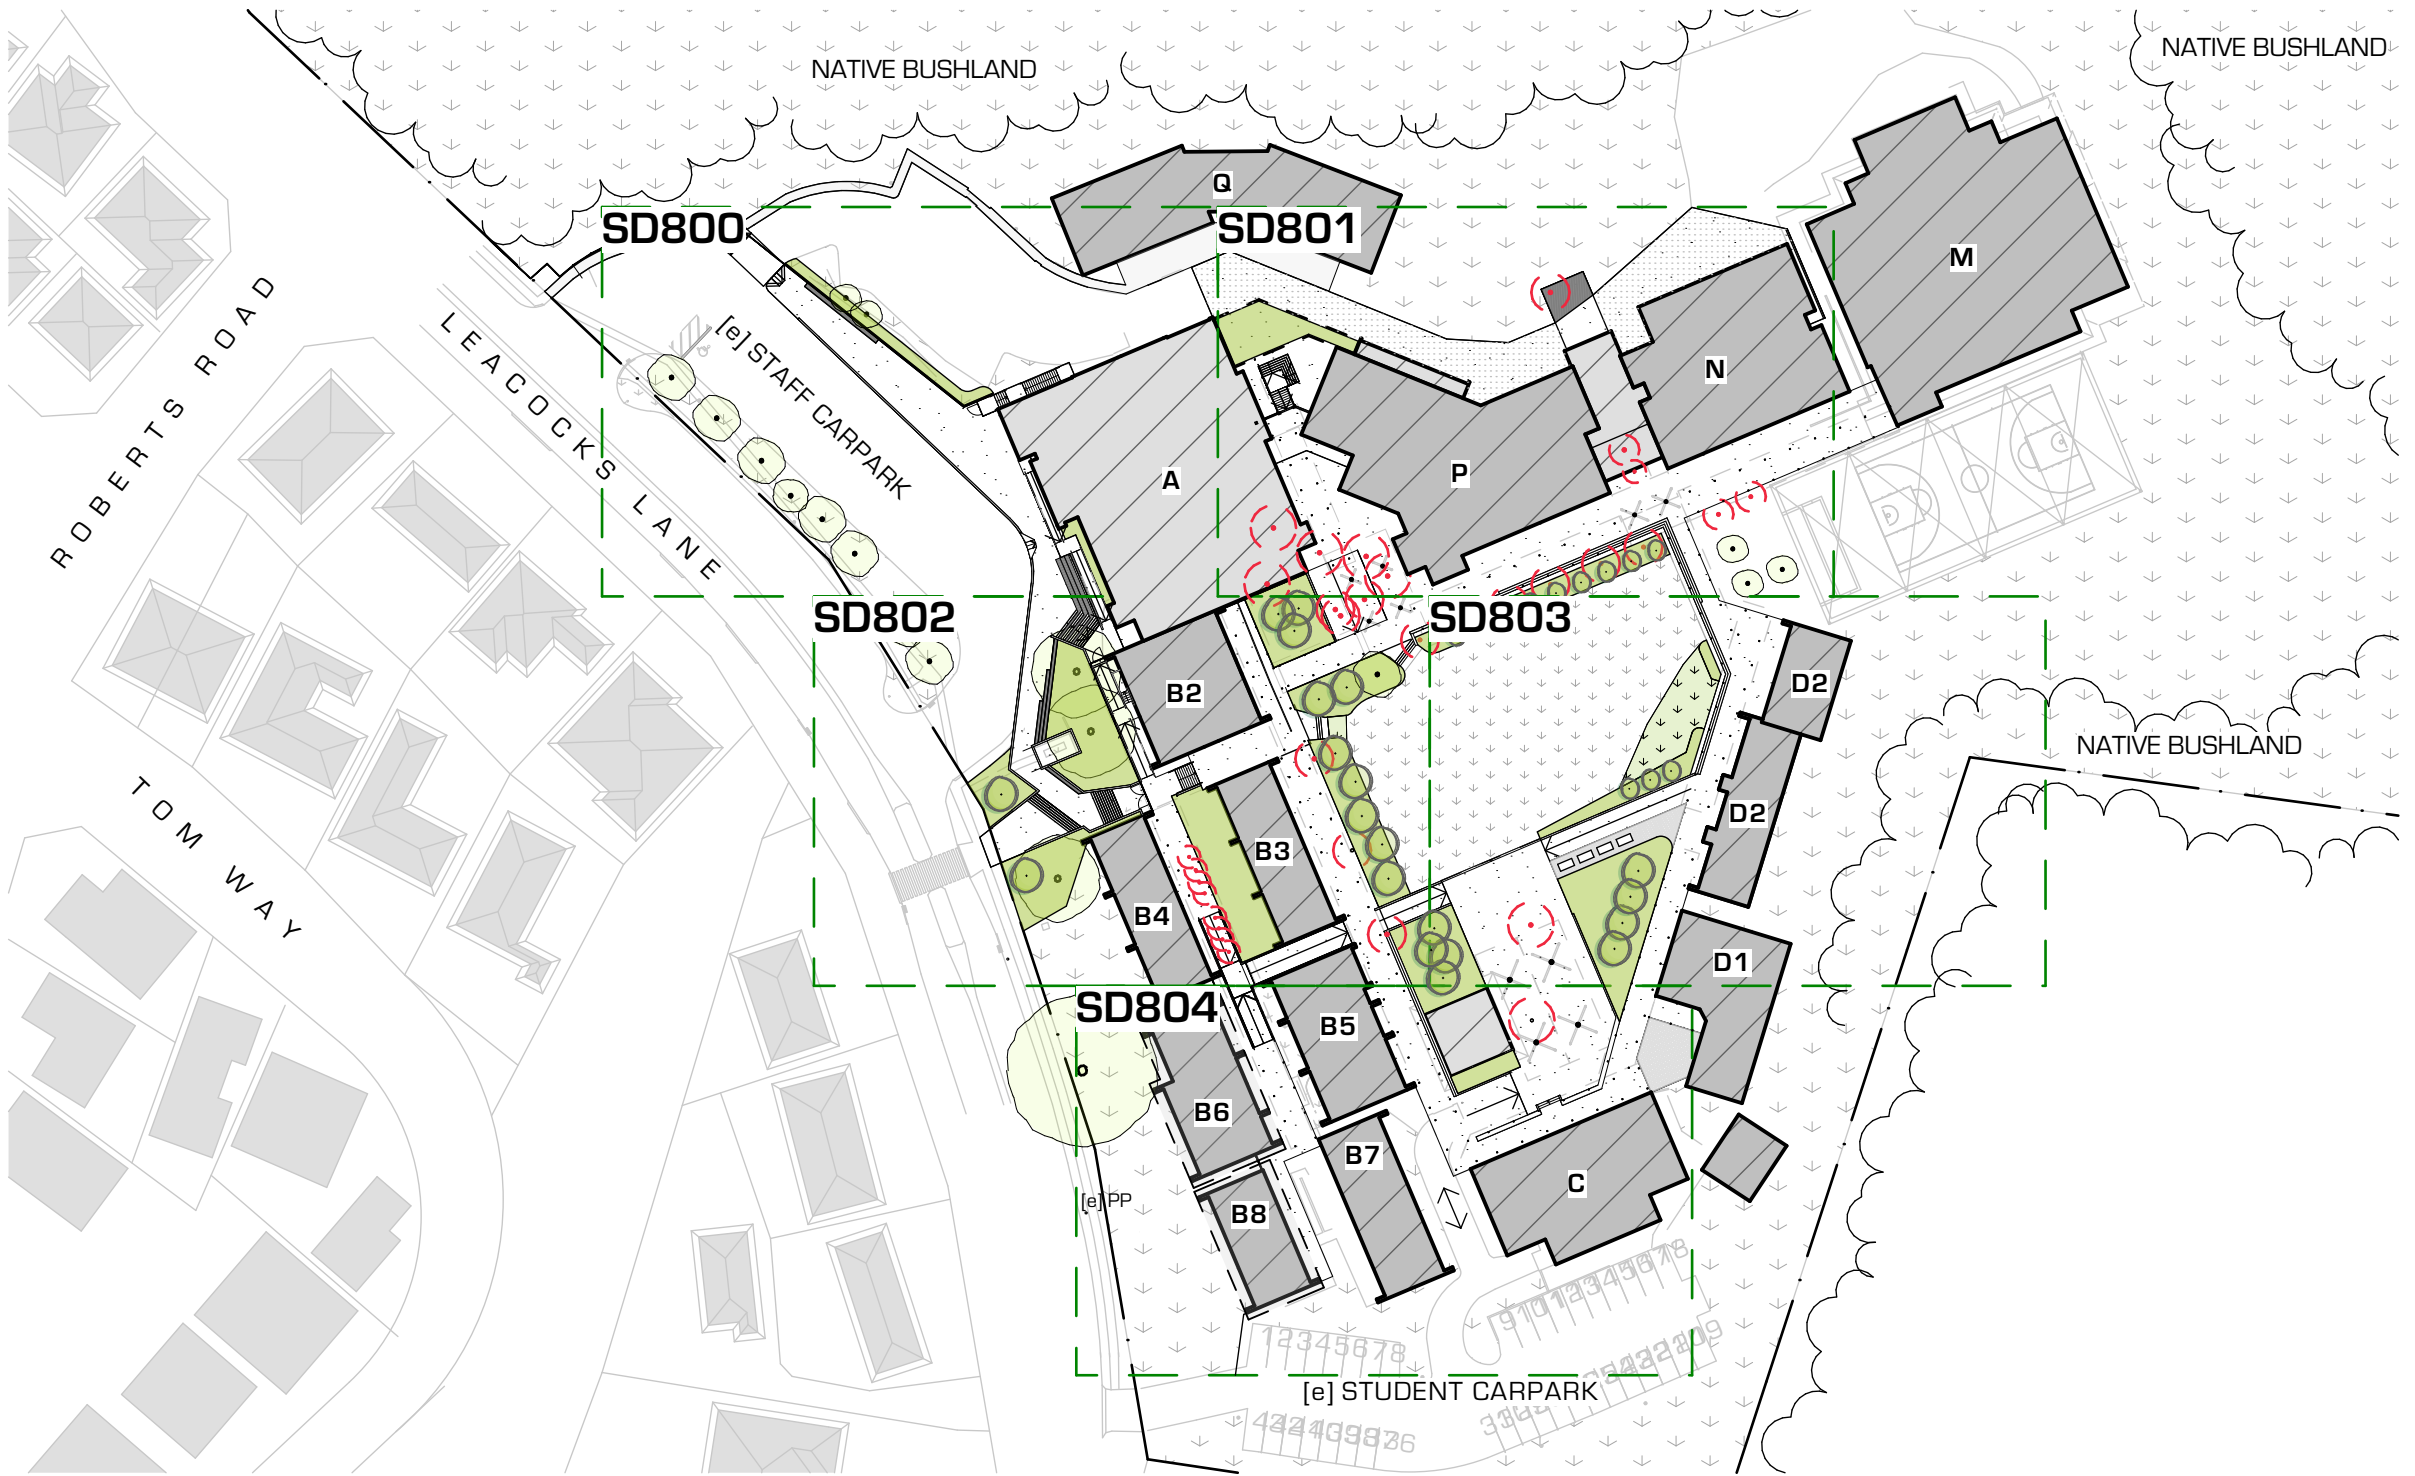 NATIVE BUSHLAND
NATIVE BUSHLAND
Q
SD800
SD801
M
ROBERTS ROAD
LEACOCKS LANE
[e] STAFF CARPARK
N
A
P
SD802
SD803
B2
D2
NATIVE BUSHLAND
TOM WAY
B3
D2
B4
D1
SD804
B5
B6
B7
C
[e] PP
B8
12345678
[e] STUDENT CARPARK